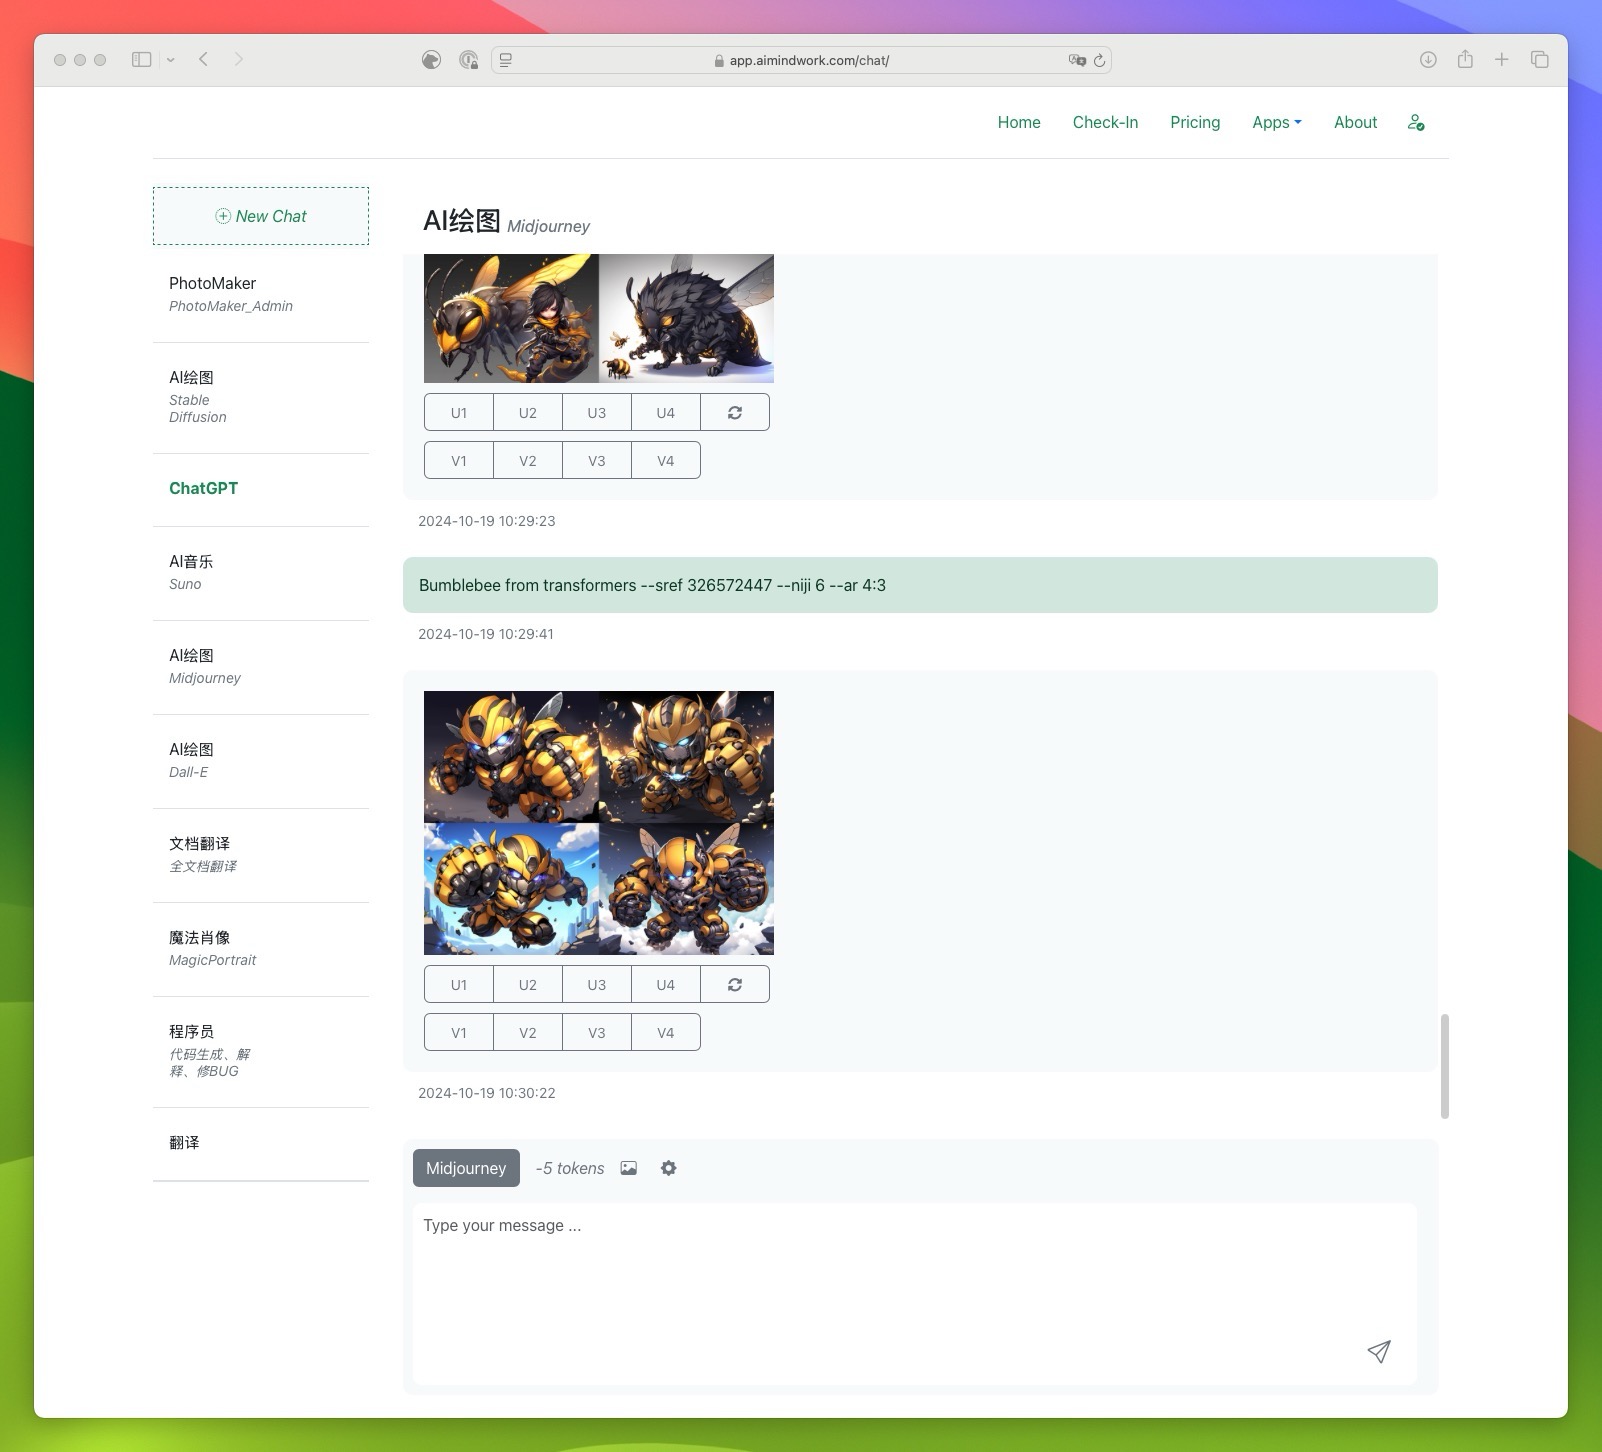 app.aimindwork.com/chat/
Home Check-In Pricing Apps About
New Chat
PhotoMaker
PhotoMaker_Admin
AI绘图
Stable
Diffusion
ChatGPT
AI音乐
Suno
AI绘图
Midjourney
AI绘图
Dall-E
文档翻译
全文档翻译
魔法肖像
MagicPortrait
程序员
代码生成、解
释、修BUG
翻译
AI绘图 Midjourney
U1 U2 U3 U4
V1 V2 V3 V4
2024-10-19 10:29:23
Bumblebee from transformers --sref 326572447 --niji 6 --ar 4:3
2024-10-19 10:29:41
U1 U2 U3 U4
V1 V2 V3 V4
2024-10-19 10:30:22
Midjourney -5 tokens
Type your message ...